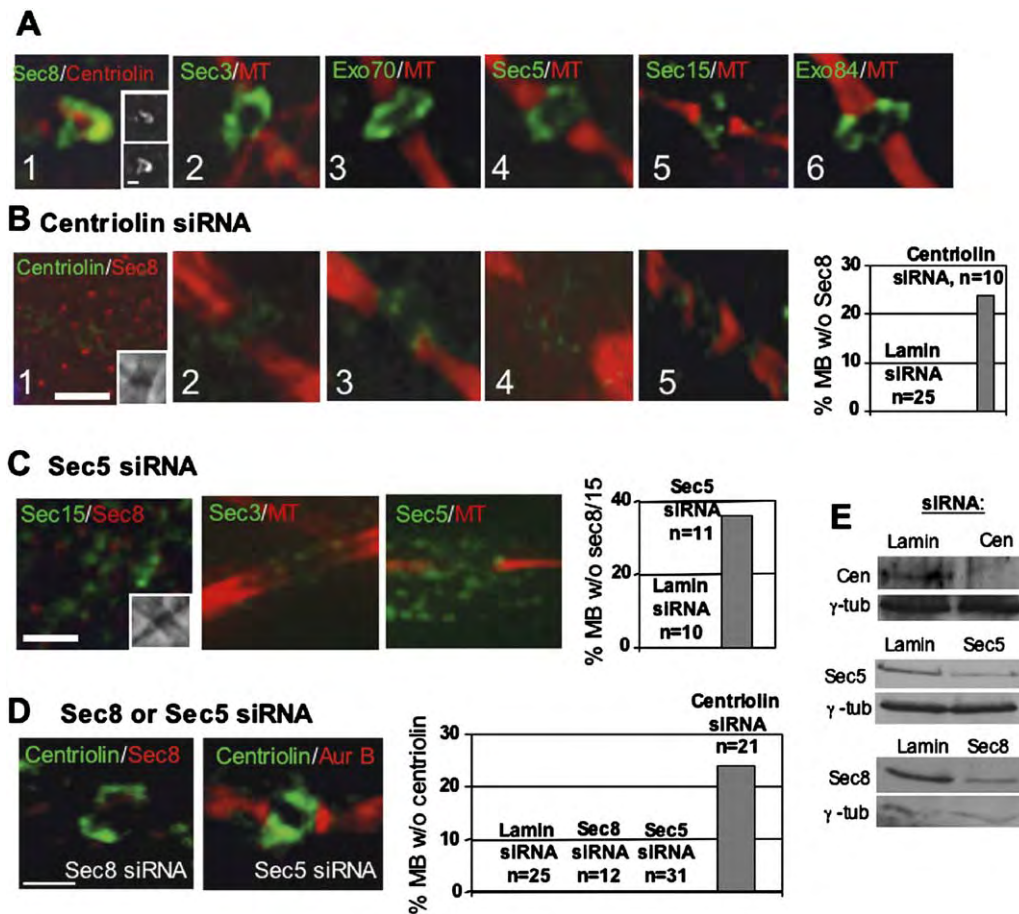 A
Sec8/Centriolin
Sec3/MT
Exo70/MT
Sec5/MT
Sec15/MT
Exo84/MT
1
2
3
4
5
6
B Centriolin siRNA
Centriolin/Sec8
1
2
3
4
5
% MB w/o Sec8
30
20
10
0
Centriolin
siRNA, n=10
Lamin
siRNA
n=25
C Sec5 siRNA
Sec15/Sec8
Sec3/MT
Sec5/MT
% MB w/o sec8/15
40
20
0
Sec5
siRNA
n=11
Lamin
siRNA
n=10
D Sec8 or Sec5 siRNA
Centriolin/Sec8
Sec8 siRNA
Centriolin/Aur B
Sec5 siRNA
% MB w/o centriolin
30
20
10
0
Lamin
siRNA
n=25
Sec8
siRNA
n=12
Sec5
siRNA
n=31
Centriolin
siRNA
n=21
E
siRNA:
Lamin Cen
Cen
γ-tub
Lamin Sec5
Sec5
γ-tub
Lamin Sec8
Sec8
γ-tub